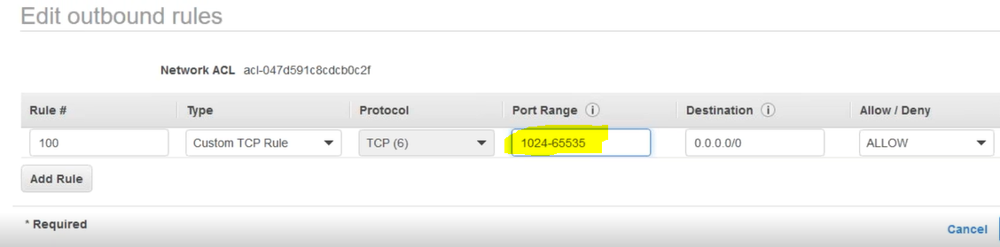 Edit outbound rules
Network ACL acl-047d591c8cdcb0c2f
Rule # Type Protocol Port Range i Destination i Allow / Deny
100 Custom TCP Rule TCP (6) 1024-65535 0.0.0.0/0 ALLOW
Add Rule
* Required
Cancel